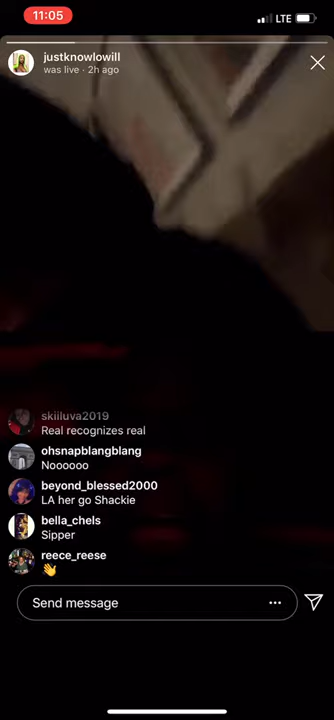 11:05
LTE
justknowlowill
was live · 2h ago
skiiluva2019
Real recognizes real
ohsnapblangblang
Noooooo
beyond_blessed2000
LA her go Shackie
bella_chels
Sipper
reece_reese
👋
Send message